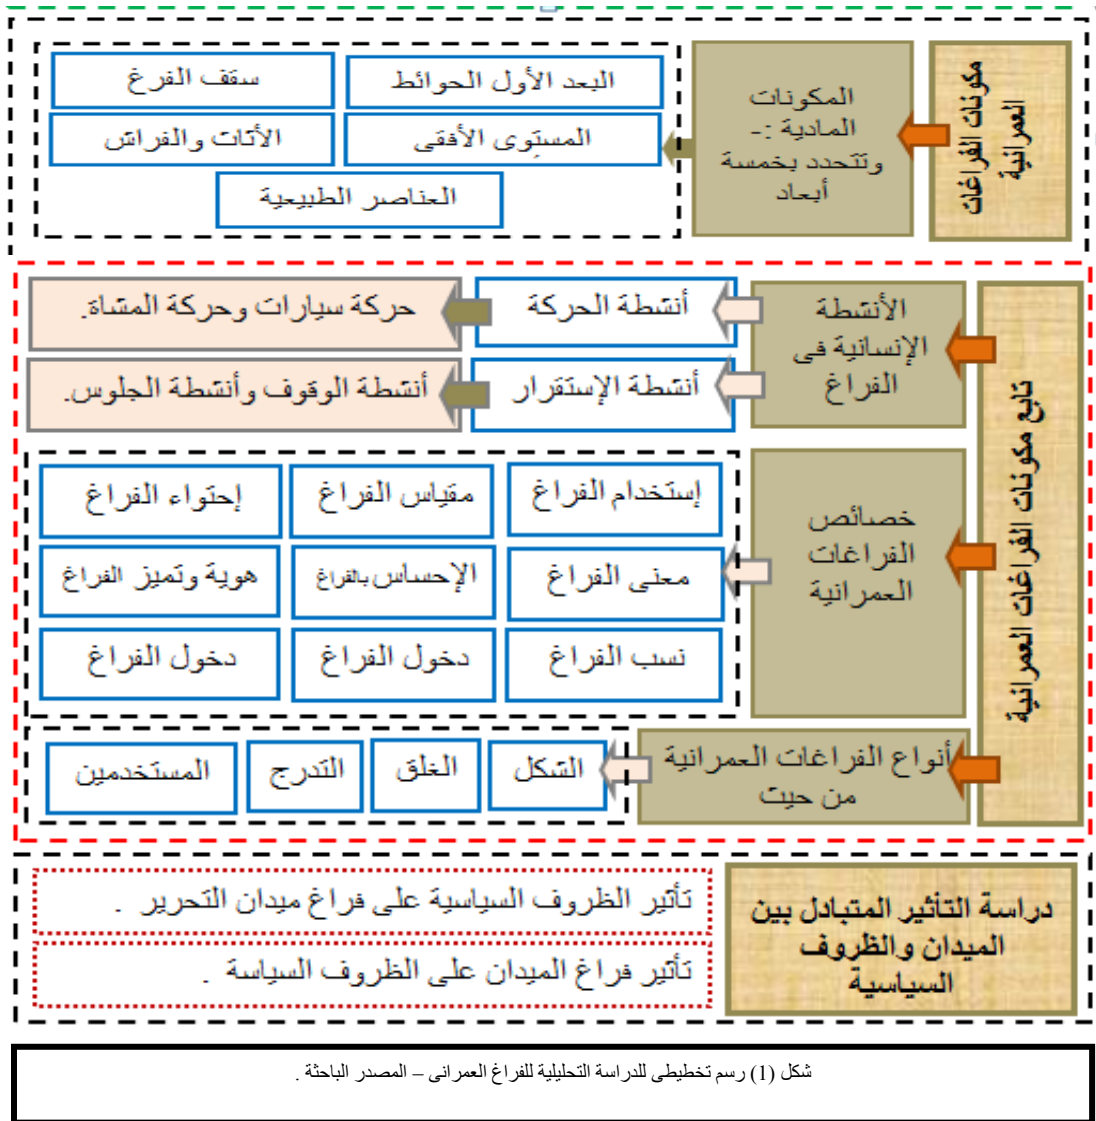 مكونات الفراغات
العمرانية
المكونات
المادية :-
وتتحدد بخمسة
أبعاد
البعد الأول الحوائط
سقف الفرغ
المستوى الأفقى
الأثاث والفراش
العناصر الطبيعية
تابع مكونات الفراغات العمرانية
الأنشطة
الإنسانية فى
الفراغ
أنشطة الحركة
حركة سيارات وحركة المشاة.
أنشطة الإستقرار
أنشطة الوقوف وأنشطة الجلوس.
خصائص
الفراغات
العمرانية
إستخدام الفراغ
مقياس الفراغ
إحتواء الفراغ
معنى الفراغ
الإحساس بالفراغ
هوية وتميز الفراغ
نسب الفراغ
دخول الفراغ
دخول الفراغ
أنواع الفراغات العمرانية
من حيث
الشكل
الغلق
التدرج
المستخدمين
دراسة التأثير المتبادل بين
الميدان والظروف
السياسية
تأثير الظروف السياسية على فراغ ميدان التحرير .
تأثير فراغ الميدان على الظروف السياسة .
شكل (1) رسم تخطيطى للدراسة التحليلية للفراغ العمرانى – المصدر الباحثة .